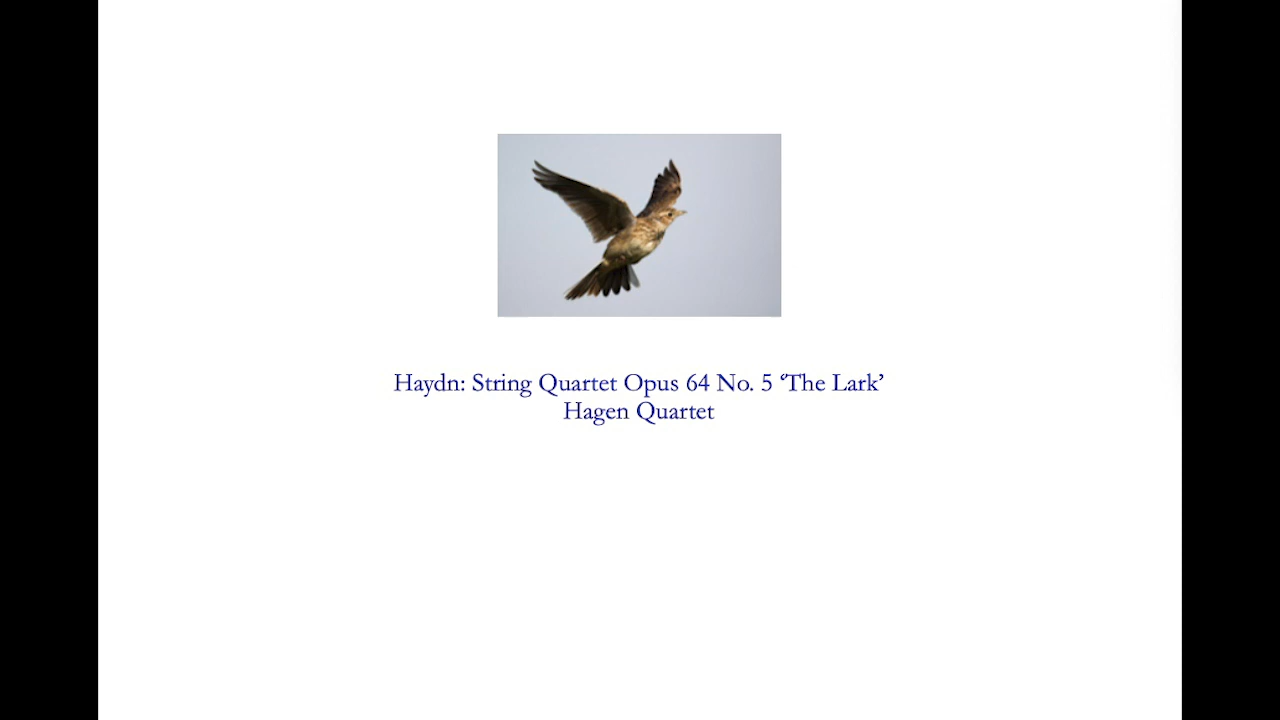 Haydn: String Quartet Opus 64 No. 5 ‘The Lark’
Hagen Quartet